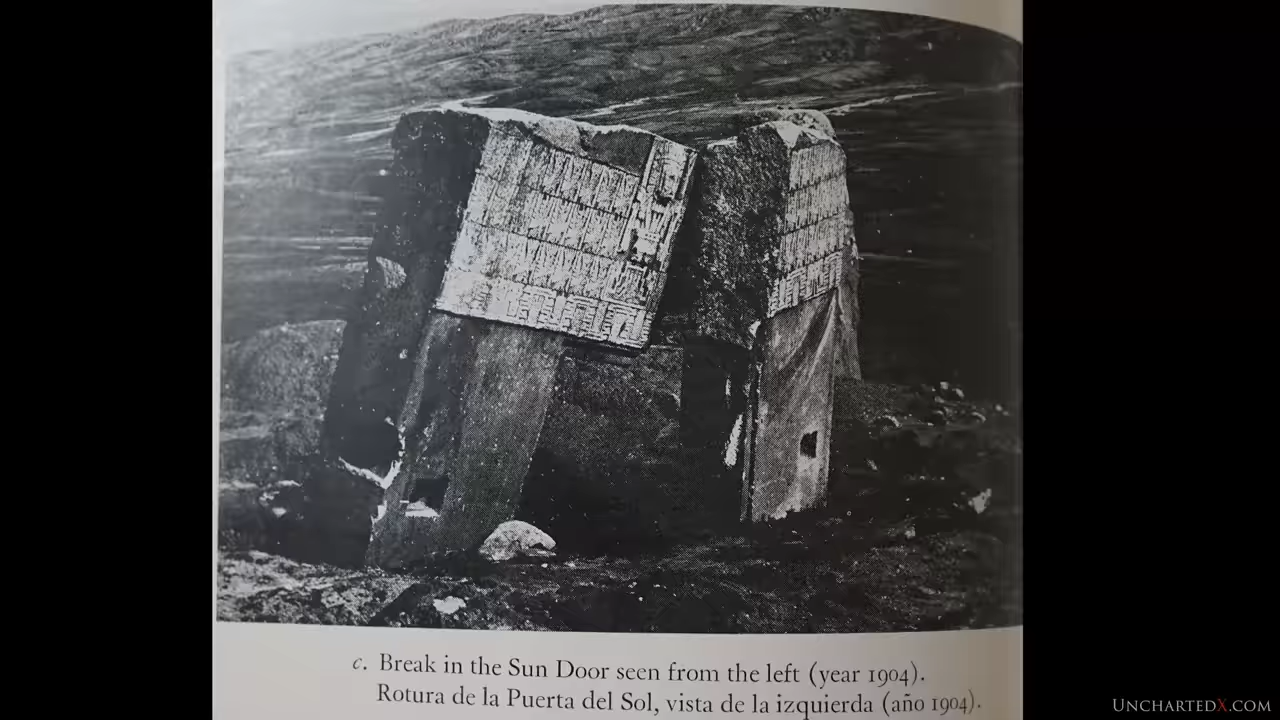 c. Break in the Sun Door seen from the left (year 1904).
Rotura de la Puerta del Sol, vista de la izquierda (año 1904).
UNCHARTEDX.COM